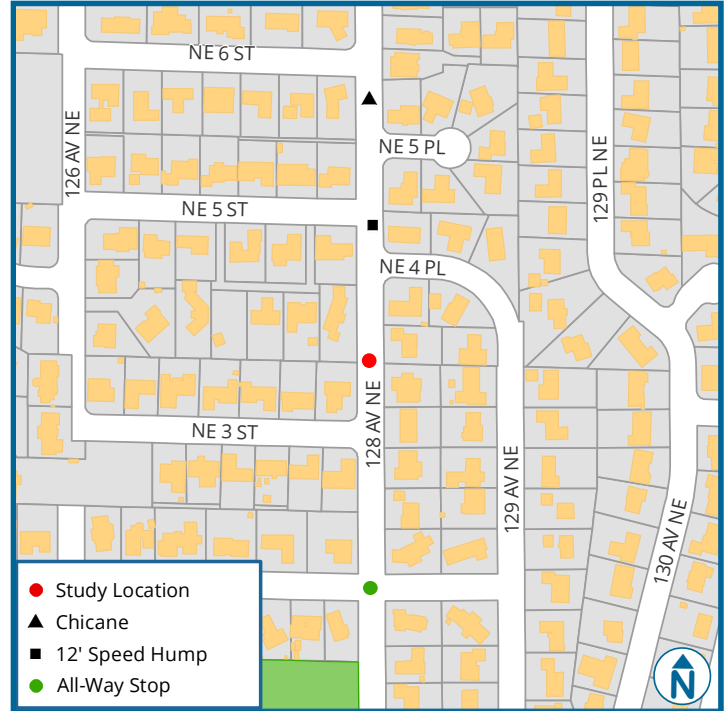 NE 6 ST
126 AV NE
NE 5 PL
129 PL NE
NE 5 ST
NE 4 PL
128 AV NE
NE 3 ST
129 AV NE
130 AV NE
Study Location
Chicane
12' Speed Hump
All-Way Stop
N